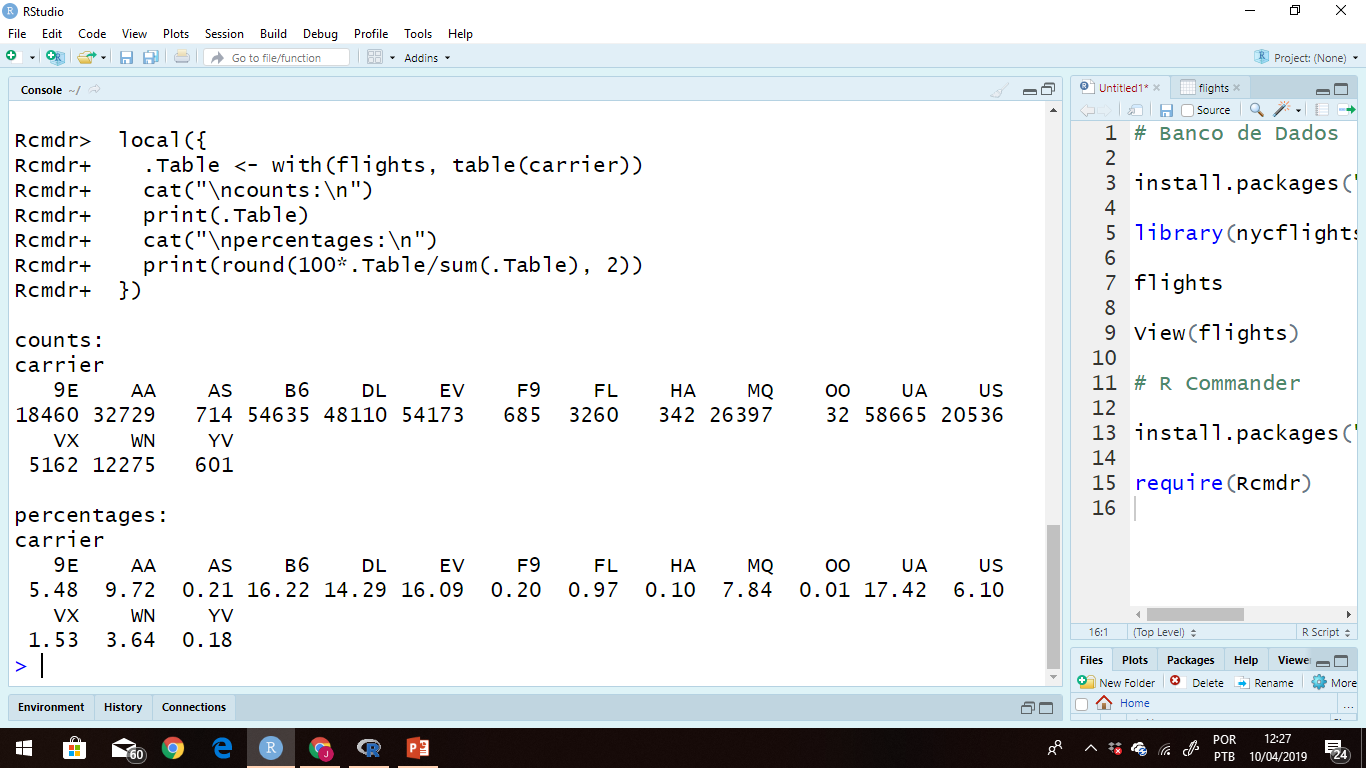 RStudio
File Edit Code View Plots Session Build Debug Profile Tools Help
Go to file/function Addins Project: (None)
Console ~/
Rcmdr>  local({
Rcmdr+    .Table <- with(flights, table(carrier))
Rcmdr+    cat("\ncounts:\n")
Rcmdr+    print(.Table)
Rcmdr+    cat("\npercentages:\n")
Rcmdr+    print(round(100*.Table/sum(.Table), 2))
Rcmdr+  })
counts:
carrier
   9E    AA    AS    B6    DL    EV    F9    FL    HA    MQ    OO    UA    US
18460 32729   714 54635 48110 54173   685  3260   342 26397    32 58665 20536
   VX    WN    YV
 5162 12275   601
percentages:
carrier
   9E    AA    AS    B6    DL    EV    F9    FL    HA    MQ    OO    UA    US
 5.48  9.72  0.21 16.22 14.29 16.09  0.20  0.97  0.10  7.84  0.01 17.42  6.10
   VX    WN    YV
 1.53  3.64  0.18
>
Environment History Connections
Untitled1* flights
Source
1 # Banco de Dados
2
3 install.packages("
4
5 library(nycflights
6
7 flights
8
9 View(flights)
10
11 # R Commander
12
13 install.packages("
14
15 require(Rcmdr)
16
16:1 (Top Level) R Script
Files Plots Packages Help Viewe
New Folder Delete Rename More
Home ...
60 POR 12:27
PTB 10/04/2019 24